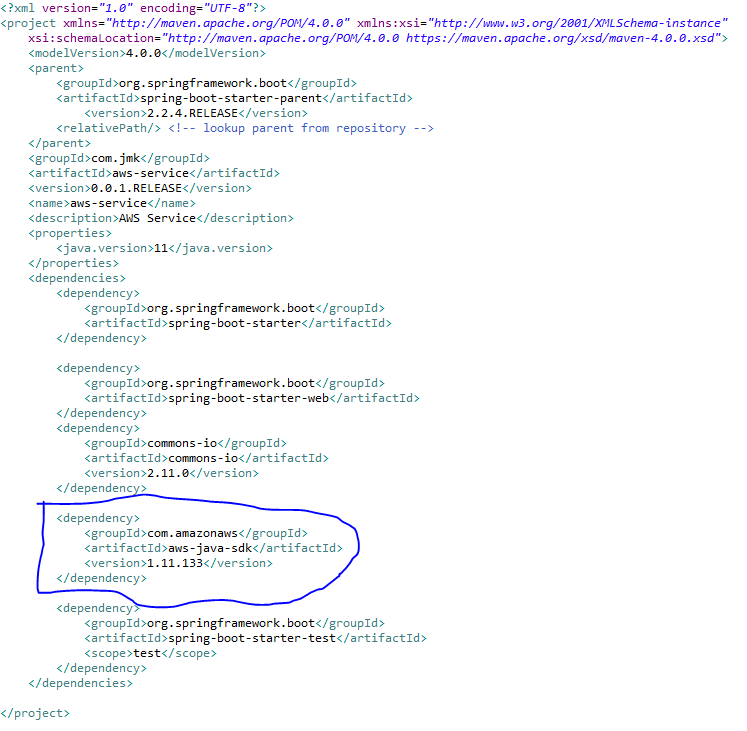 <?xml version="1.0" encoding="UTF-8"?>
<project xmlns="http://maven.apache.org/POM/4.0.0" xmlns:xsi="http://www.w3.org/2001/XMLSchema-instance"
    xsi:schemaLocation="http://maven.apache.org/POM/4.0.0 https://maven.apache.org/xsd/maven-4.0.0.xsd">
    <modelVersion>4.0.0</modelVersion>
    <parent>
        <groupId>org.springframework.boot</groupId>
        <artifactId>spring-boot-starter-parent</artifactId>
            <version>2.2.4.RELEASE</version>
        <relativePath/> <!-- lookup parent from repository -->
    </parent>
    <groupId>com.jmk</groupId>
    <artifactId>aws-service</artifactId>
    <version>0.0.1.RELEASE</version>
    <name>aws-service</name>
    <description>AWS Service</description>
    <properties>
        <java.version>11</java.version>
    </properties>
    <dependencies>
        <dependency>
            <groupId>org.springframework.boot</groupId>
            <artifactId>spring-boot-starter</artifactId>
        </dependency>

        <dependency>
            <groupId>org.springframework.boot</groupId>
            <artifactId>spring-boot-starter-web</artifactId>
        </dependency>
        <dependency>
            <groupId>commons-io</groupId>
            <artifactId>commons-io</artifactId>
            <version>2.11.0</version>
        </dependency>

        <dependency>
            <groupId>com.amazonaws</groupId>
            <artifactId>aws-java-sdk</artifactId>
            <version>1.11.133</version>
        </dependency>

        <dependency>
            <groupId>org.springframework.boot</groupId>
            <artifactId>spring-boot-starter-test</artifactId>
            <scope>test</scope>
        </dependency>
    </dependencies>

</project>